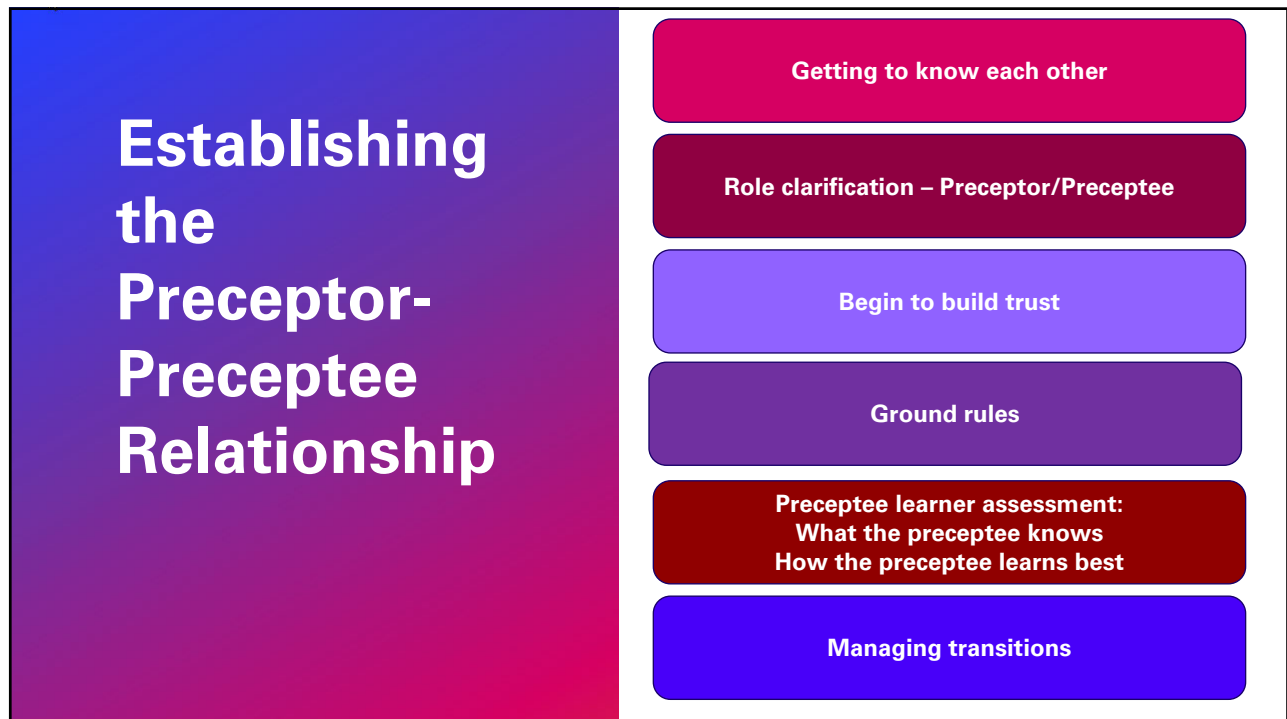 Establishing
the
Preceptor-
Preceptee
Relationship
Getting to know each other
Role clarification – Preceptor/Preceptee
Begin to build trust
Ground rules
Preceptee learner assessment:
What the preceptee knows
How the preceptee learns best
Managing transitions